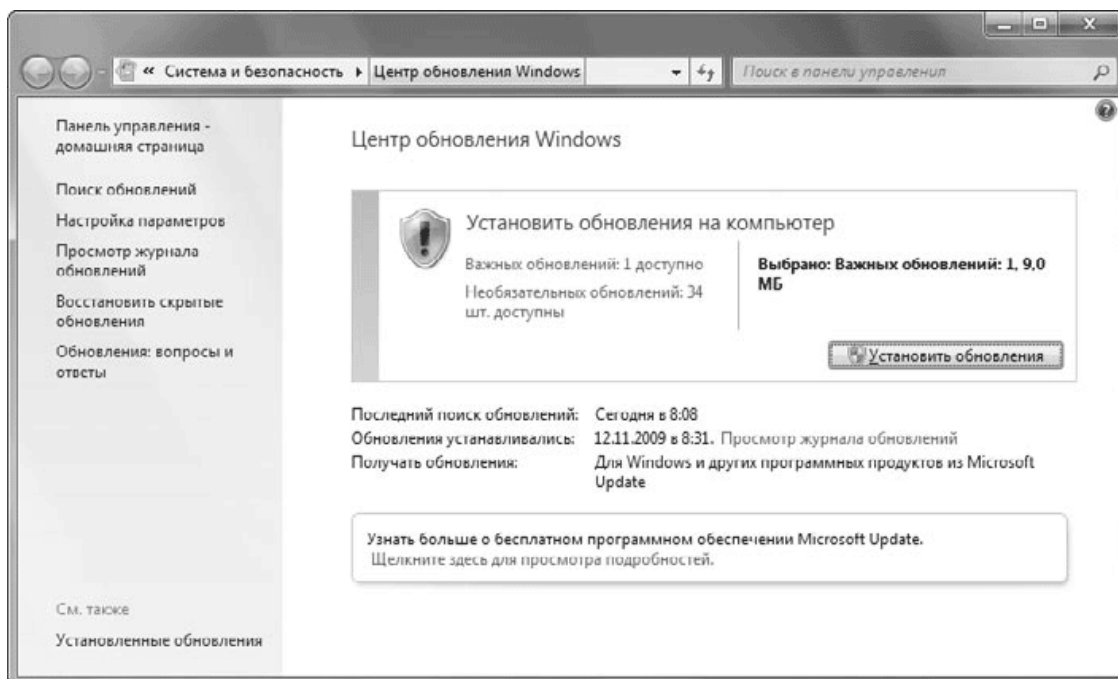 « Система и безопасность ▸ Центр обновления Windows
Поиск в панели управления
Панель управления -
домашняя страница
Поиск обновлений
Настройка параметров
Просмотр журнала
обновлений
Восстановить скрытые
обновления
Обновления: вопросы и
ответы
См. также
Установленные обновления
Центр обновления Windows
Установить обновления на компьютер
Важных обновлений: 1 доступно
Необязательных обновлений: 34
шт. доступны
Выбрано: Важных обновлений: 1, 9,0
МБ
Установить обновления
Последний поиск обновлений: Сегодня в 8:08
Обновления устанавливались: 12.11.2009 в 8:31. Просмотр журнала обновлений
Получать обновления: Для Windows и других программных продуктов из Microsoft
Update
Узнать больше о бесплатном программном обеспечении Microsoft Update.
Щелкните здесь для просмотра подробностей.